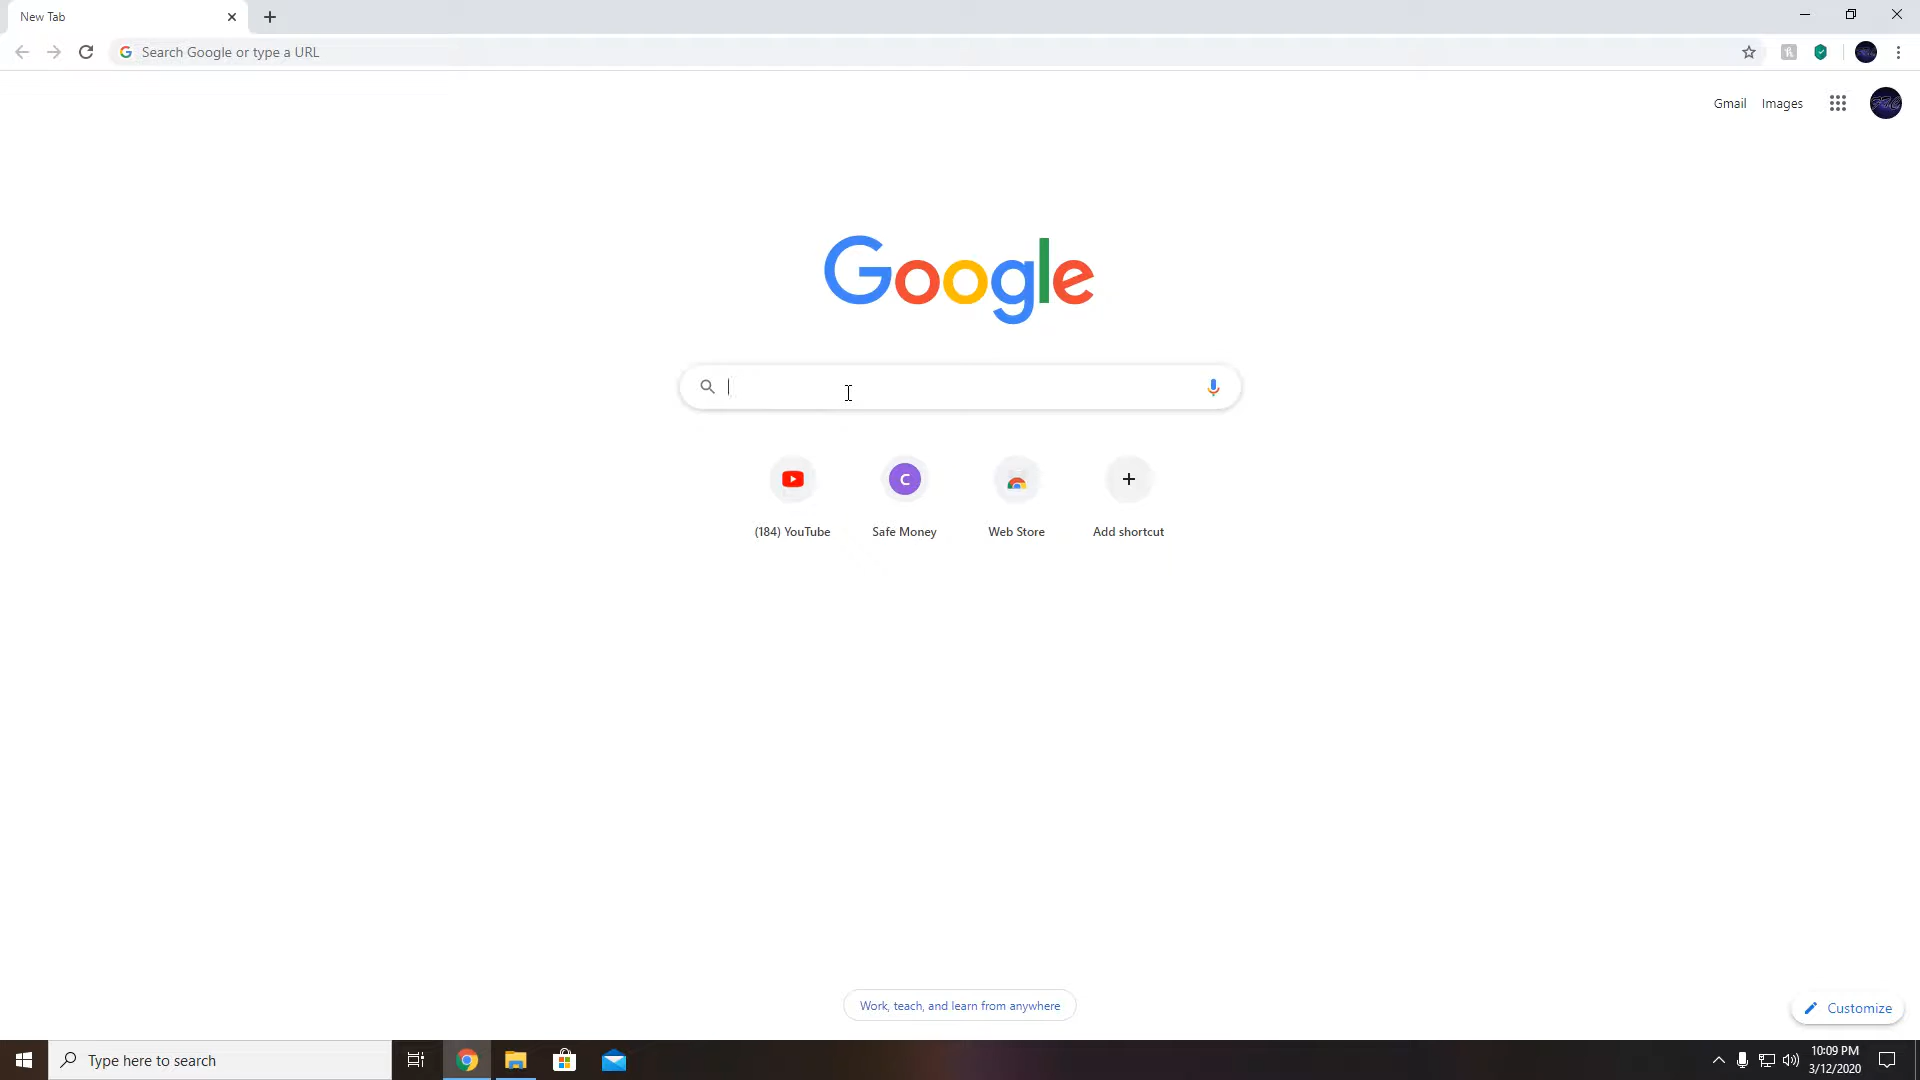 New Tab
Search Google or type a URL
Gmail Images
Google
(184) YouTube
C
Safe Money
Web Store
Add shortcut
Work, teach, and learn from anywhere
Customize
Type here to search
10:09 PM
3/12/2020